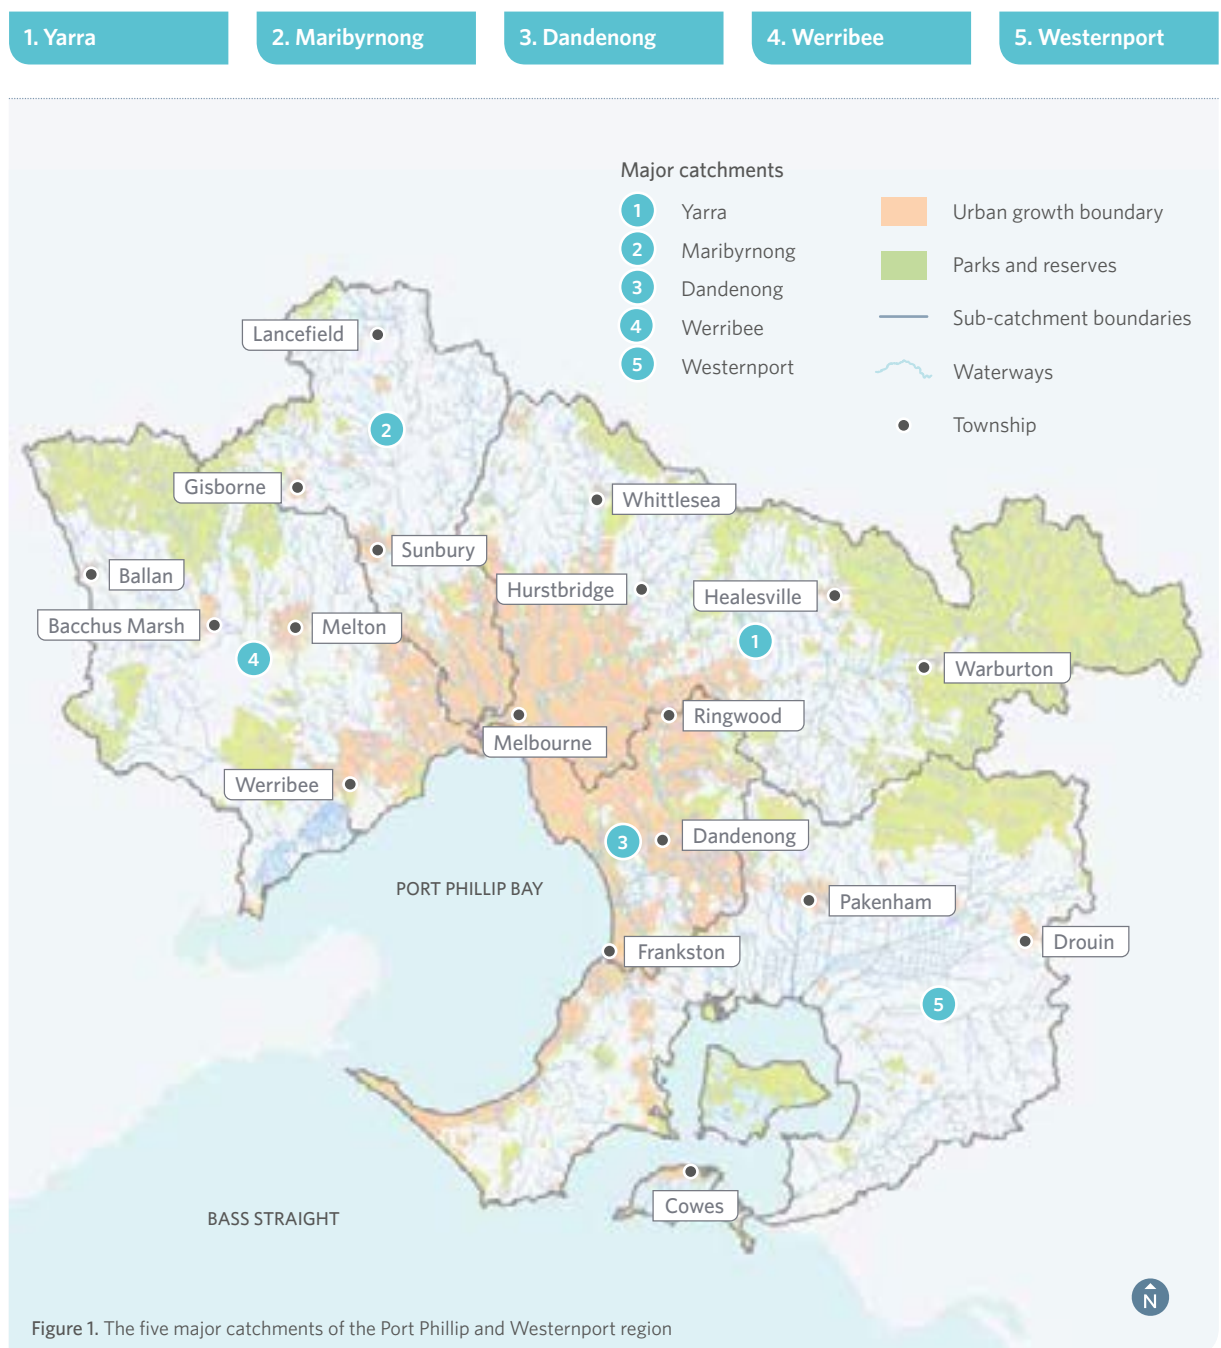 1. Yarra
2. Maribyrnong
3. Dandenong
4. Werribee
5. Westernport
Major catchments
1 Yarra
2 Maribyrnong
3 Dandenong
4 Werribee
5 Westernport
Urban growth boundary
Parks and reserves
Sub-catchment boundaries
Waterways
Township
Lancefield
2
Gisborne
Whittlesea
Sunbury
Ballan
Hurstbridge
Healesville
Bacchus Marsh
Melton
1
4
Warburton
Ringwood
Melbourne
Werribee
3
Dandenong
PORT PHILLIP BAY
Pakenham
Drouin
Frankston
5
Cowes
BASS STRAIGHT
N
Figure 1. The five major catchments of the Port Phillip and Westernport region